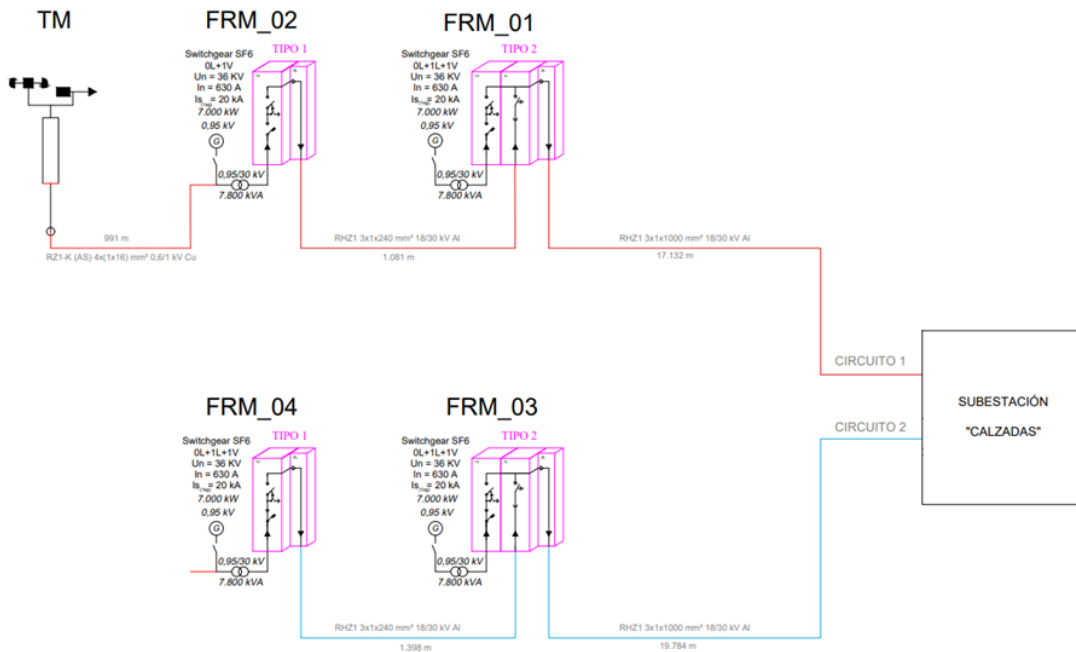 TM
FRM_02
FRM_01
Switchgear SF6
0L+1V
Un = 36 KV
In = 630 A
Is(1sg) = 20 kA
7.000 kW
0,95 kV
TIPO 1
G
0,95/30 kV
7.800 kVA
Switchgear SF6
0L+1L+1V
Un = 36 KV
In = 630 A
Is(1sg) = 20 kA
7.000 kW
0,95 kV
TIPO 2
G
0,95/30 kV
7.800 kVA
991 m
RZ1-K (AS) 4x(1x16) mm² 0,6/1 kV Cu
RHZ1 3x1x240 mm² 18/30 kV Al
1.081 m
RHZ1 3x1x1000 mm² 18/30 kV Al
17.132 m
CIRCUITO 1
CIRCUITO 2
SUBESTACIÓN
"CALZADAS"
FRM_04
FRM_03
Switchgear SF6
0L+1L+1V
Un = 36 KV
In = 630 A
Is(1sg) = 20 kA
7.000 kW
0,95 kV
TIPO 1
G
0,95/30 kV
7.800 kVA
Switchgear SF6
0L+1L+1V
Un = 36 KV
In = 630 A
Is(1sg) = 20 kA
7.000 kW
0,95 kV
TIPO 2
G
0,95/30 kV
7.800 kVA
RHZ1 3x1x240 mm² 18/30 kV Al
1.398 m
RHZ1 3x1x1000 mm² 18/30 kV Al
19.784 m